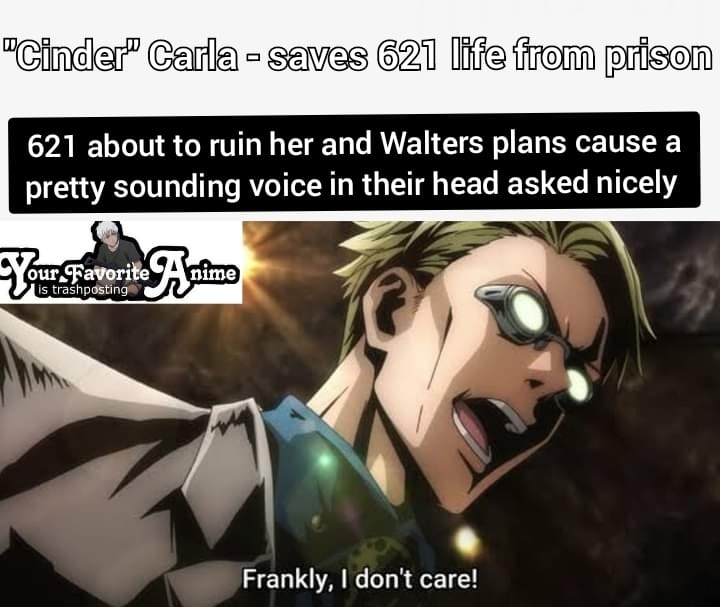 "Cinder" Carla - saves 621 life from prison
621 about to ruin her and Walters plans cause a
pretty sounding voice in their head asked nicely
Your Favorite Anime
is trashposting
Frankly, I don't care!